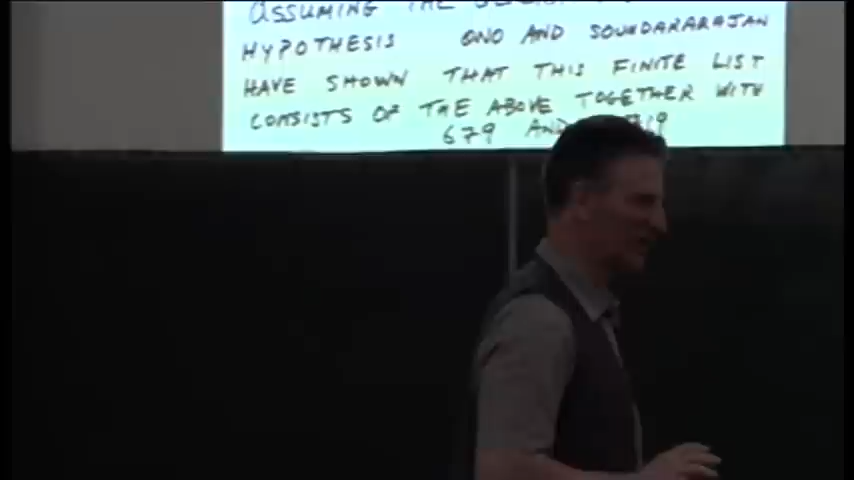 ASSUMING THE
HYPOTHESIS ONO AND SOUNDARARAJAN
HAVE SHOWN THAT THIS FINITE LIST
CONSISTS OF THE ABOVE TOGETHER WITH
679 AND